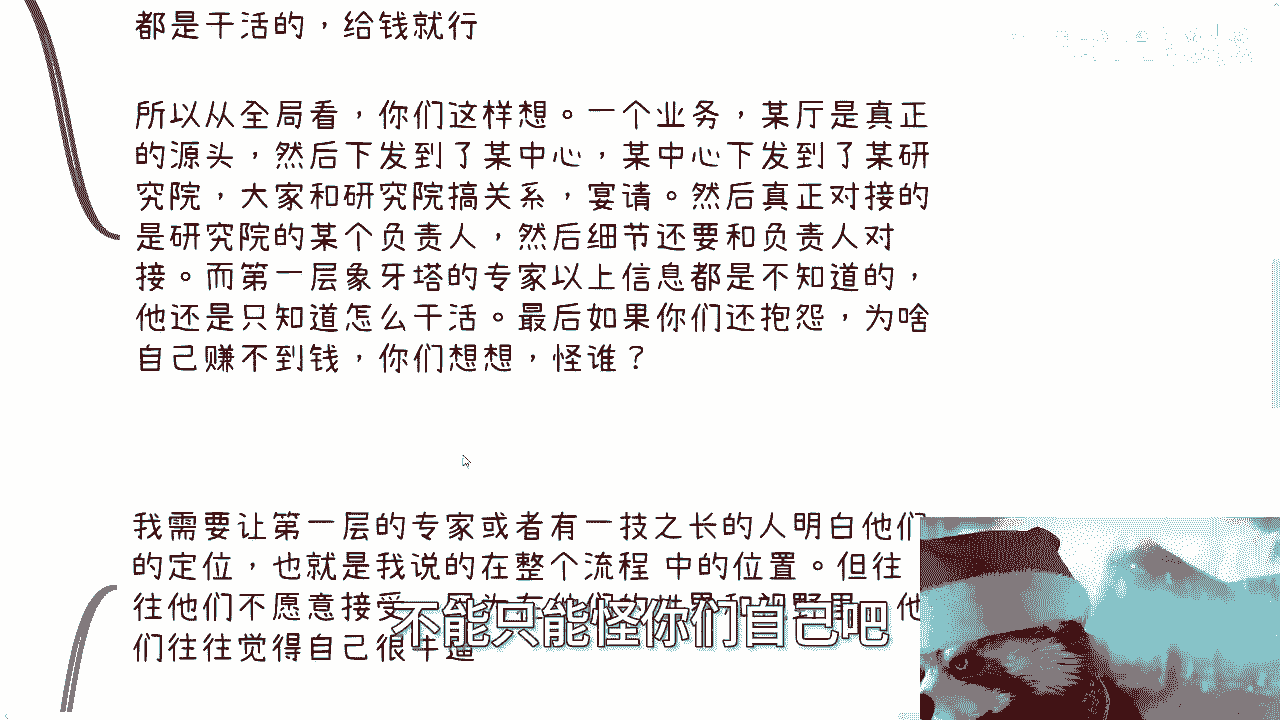 都是干活的，给钱就行
所以从全局看，你们这样想。一个业务，某厅是真正
的源头，然后下发到了某中心，某中心下发到了某研
究院，大家和研究院搞关系，宴请。然后真正对接的
是研究院的某个负责人，然后细节还要和负责人对
接。而第一层象牙塔的专家以上信息都是不知道的，
他还是只知道怎么干活。最后如果你们还抱怨，为啥
自己赚不到钱，你们想想，怪谁？
我需要让第一层的专家或者有一技之长的人明白他们
的定位，也就是我说的在整个流程 中的位置。但往
往他们不愿意接受 他
们往往觉得自己很牛逼
不能只能怪你们自己吧